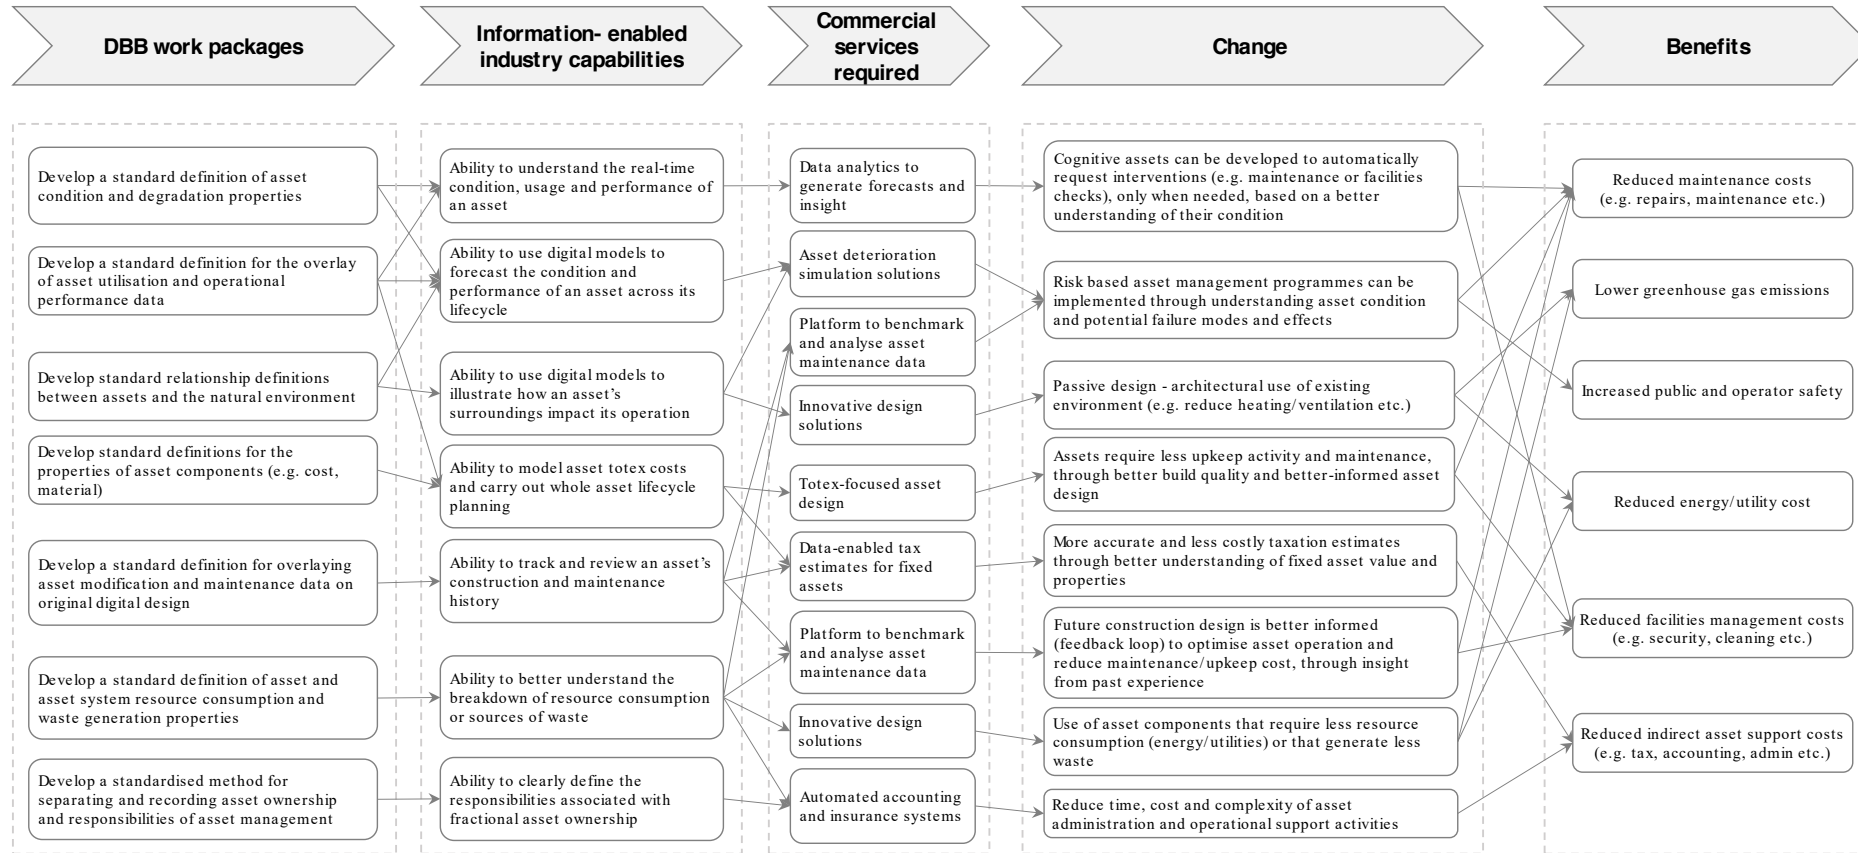 DBB work packages
Information- enabled
industry capabilities
Commercial
services
required
Change
Benefits
Develop a standard definition of asset
condition and degradation properties
Develop a standard definition for the overlay
of asset utilisation and operational
performance data
Develop standard relationship definitions
between assets and the natural environment
Develop standard definitions for the
properties of asset components (e.g. cost,
material)
Develop a standard definition for overlaying
asset modification and maintenance data on
original digital design
Develop a standard definition of asset and
asset system resource consumption and
waste generation properties
Develop a standardised method for
separating and recording asset ownership
and responsibilities of asset management
Ability to understand the real-time
condition, usage and performance of
an asset
Ability to use digital models to
forecast the condition and
performance of an asset across its
lifecycle
Ability to use digital models to
illustrate how an asset’s
surroundings impact its operation
Ability to model asset totex costs
and carry out whole asset lifecycle
planning
Ability to track and review an asset’s
construction and maintenance
history
Ability to better understand the
breakdown of resource consumption
or sources of waste
Ability to clearly define the
responsibilities associated with
fractional asset ownership
Data analytics to
generate forecasts and
insight
Asset deterioration
simulation solutions
Platform to benchmark
and analyse asset
maintenance data
Innovative design
solutions
Totex-focused asset
design
Data-enabled tax
estimates for fixed
assets
Platform to benchmark
and analyse asset
maintenance data
Innovative design
solutions
Automated accounting
and insurance systems
Cognitive assets can be developed to automatically
request interventions (e.g. maintenance or facilities
checks), only when needed, based on a better
understanding of their condition
Risk based asset management programmes can be
implemented through understanding asset condition
and potential failure modes and effects
Passive design - architectural use of existing
environment (e.g. reduce heating/ventilation etc.)
Assets require less upkeep activity and maintenance,
through better build quality and better-informed asset
design
More accurate and less costly taxation estimates
through better understanding of fixed asset value and
properties
Future construction design is better informed
(feedback loop) to optimise asset operation and
reduce maintenance/upkeep cost, through insight
from past experience
Use of asset components that require less resource
consumption (energy/utilities) or that generate less
waste
Reduce time, cost and complexity of asset
administration and operational support activities
Reduced maintenance costs
(e.g. repairs, maintenance etc.)
Lower greenhouse gas emissions
Increased public and operator safety
Reduced energy/utility cost
Reduced facilities management costs
(e.g. security, cleaning etc.)
Reduced indirect asset support costs
(e.g. tax, accounting, admin etc.)